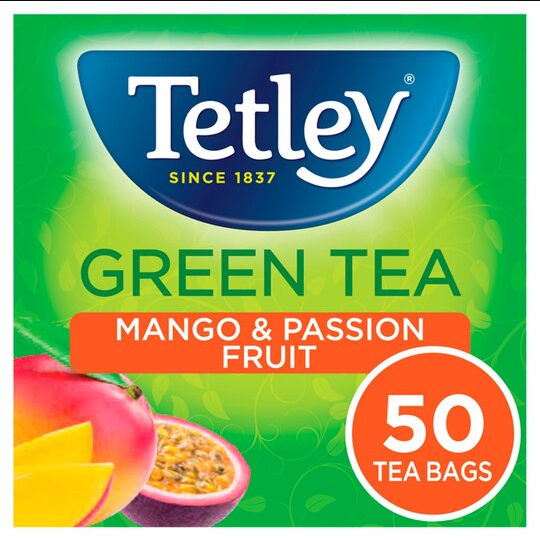 Tetley®
SINCE 1837
GREEN TEA
MANGO & PASSION
FRUIT
50
TEA BAGS